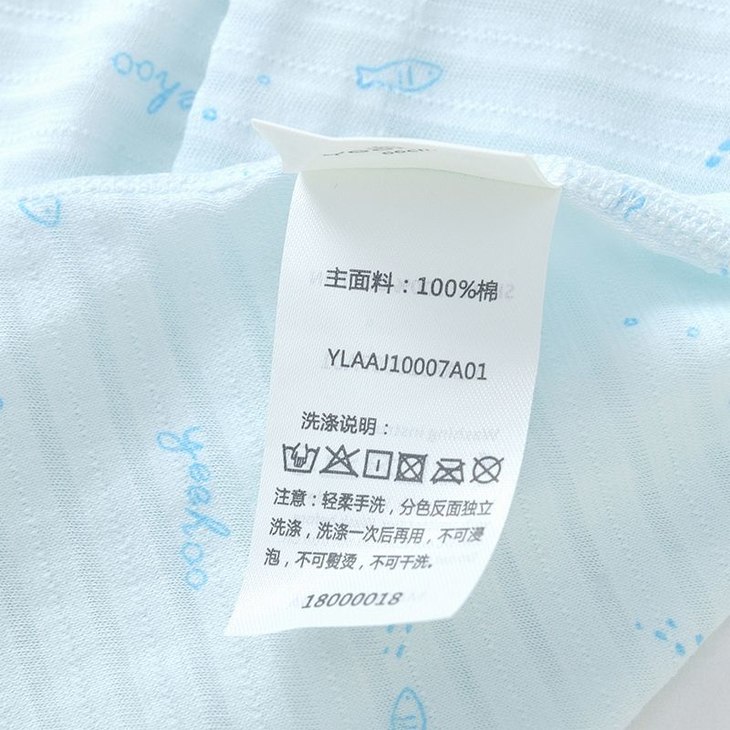 yeehoo
主面料：100%棉
YLAAJ10007A01
洗涤说明：
注意：轻柔手洗，分色反面独立
洗涤，洗涤一次后再用，不可浸
泡，不可熨烫，不可干洗。
18000018
yeehoo